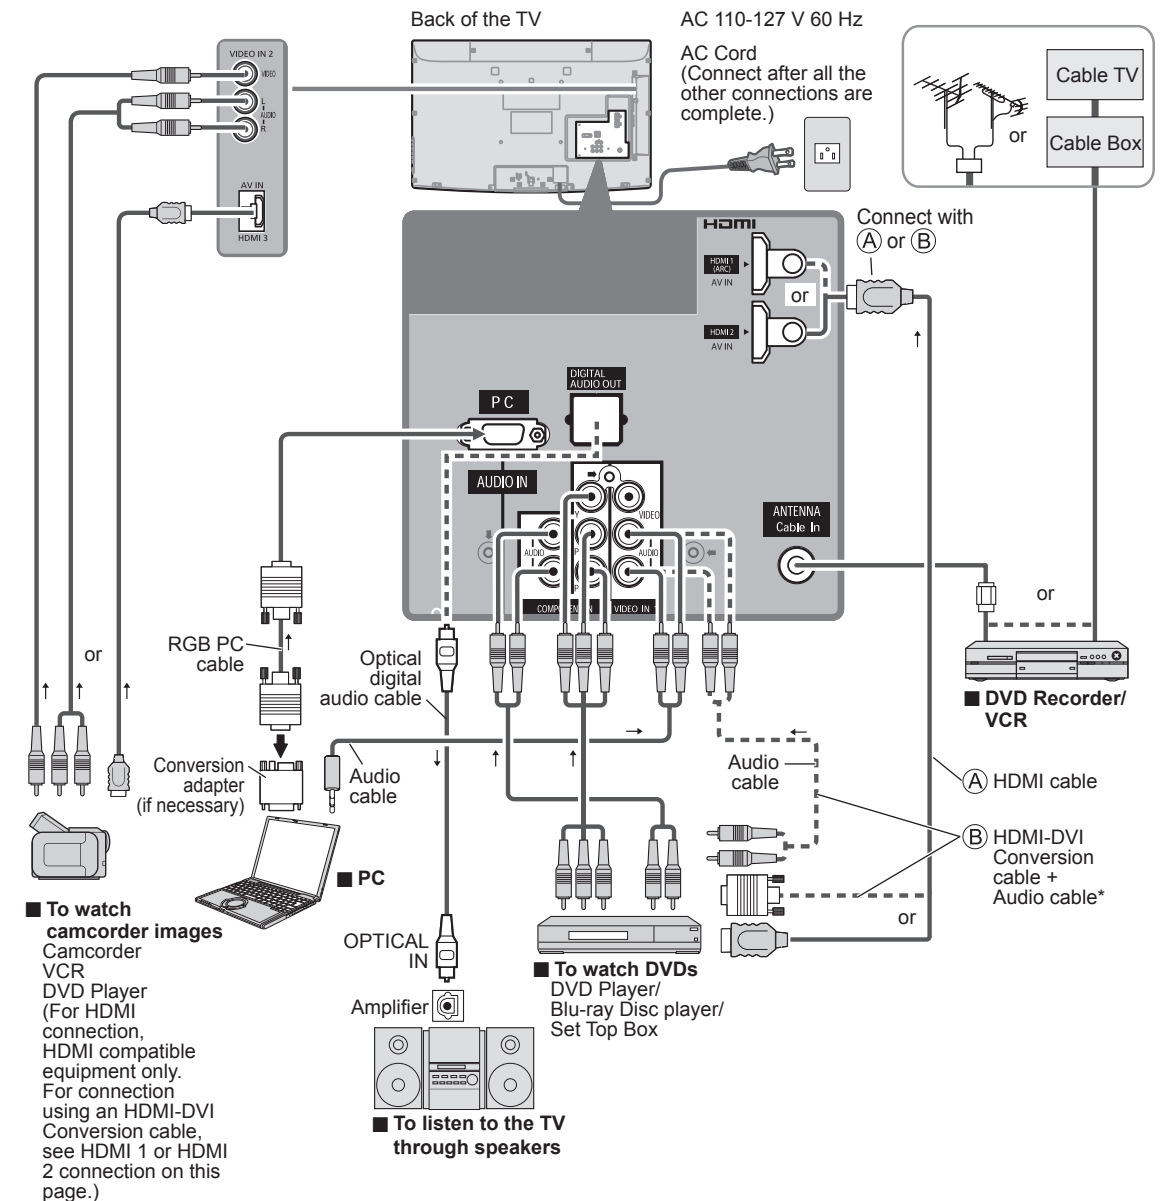 Back of the TV
AC 110-127 V 60 Hz
AC Cord
(Connect after all the
other connections are
complete.)
Cable TV
or
Cable Box
VIDEO IN 2
VIDEO
L
AUDIO
R
AV IN
HDMI 3
HDMI
HDMI 1
(ARC)
AV IN
or
HDMI 2
AV IN
Connect with
A or B
DIGITAL
AUDIO OUT
PC
AUDIO IN
Y
VIDEO
AUDIO
P
AUDIO
P
COMPONENT IN
VIDEO IN 1
ANTENNA
Cable In
or
RGB PC
cable
or
Optical
digital
audio cable
■ DVD Recorder/
VCR
Conversion
adapter
(if necessary)
Audio
cable
Audio
cable
A HDMI cable
B HDMI-DVI
Conversion
cable +
Audio cable*
or
■ PC
■ To watch
camcorder images
Camcorder
VCR
DVD Player
(For HDMI
connection,
HDMI compatible
equipment only.
For connection
using an HDMI-DVI
Conversion cable,
see HDMI 1 or HDMI
2 connection on this
page.)
OPTICAL
IN
Amplifier
■ To watch DVDs
DVD Player/
Blu-ray Disc player/
Set Top Box
■ To listen to the TV
through speakers